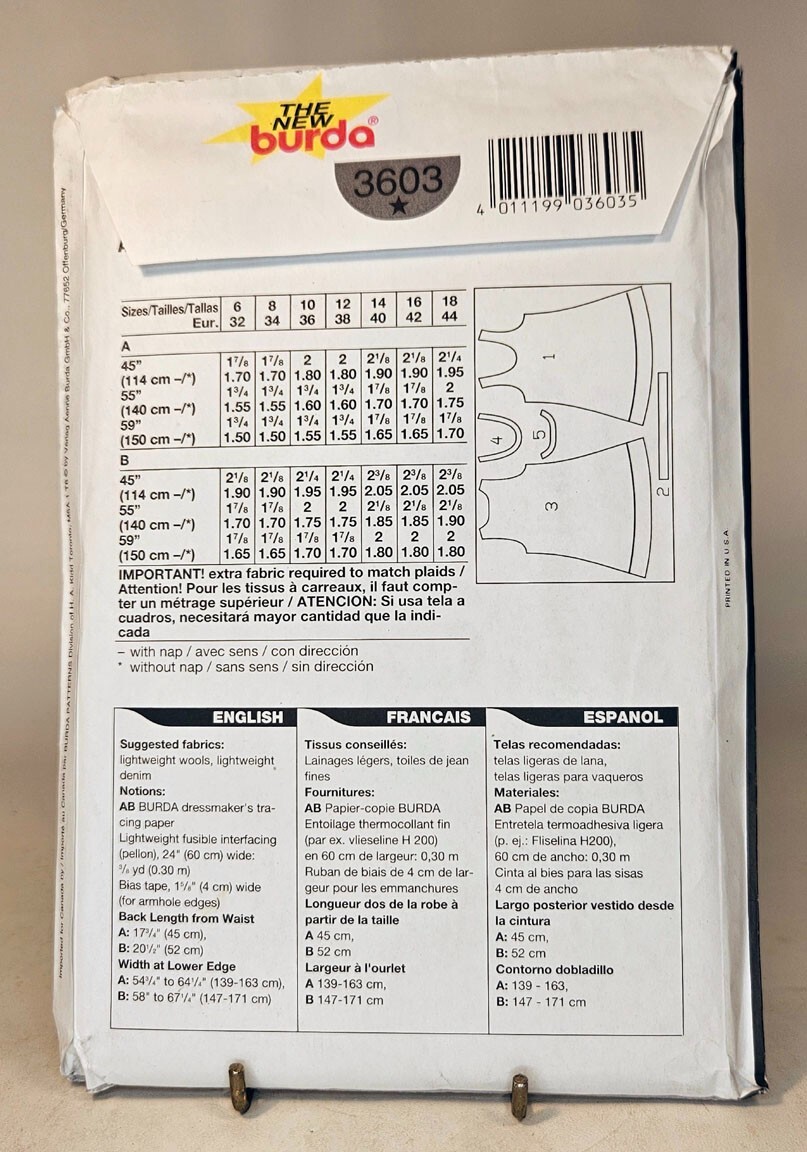 THE
NEW
burda®
3603
★
4 011199 036035
Sizes/Tailles/Tallas 6 8 10 12 14 16 18
Eur. 32 34 36 38 40 42 44
A
45" 1⁷/₈ 1⁷/₈ 2 2 2¹/₈ 2¹/₈ 2¹/₄
(114 cm –/*) 1.70 1.70 1.80 1.80 1.90 1.90 1.95
55" 1³/₄ 1³/₄ 1³/₄ 1³/₄ 1⁷/₈ 1⁷/₈ 2
(140 cm –/*) 1.55 1.55 1.60 1.60 1.70 1.70 1.75
59" 1³/₄ 1³/₄ 1³/₄ 1³/₄ 1⁷/₈ 1⁷/₈ 1⁷/₈
(150 cm –/*) 1.50 1.50 1.55 1.55 1.65 1.65 1.70
B
45" 2¹/₈ 2¹/₈ 2¹/₄ 2¹/₄ 2³/₈ 2³/₈ 2³/₈
(114 cm –/*) 1.90 1.90 1.95 1.95 2.05 2.05 2.05
55" 1⁷/₈ 1⁷/₈ 2 2 2¹/₈ 2¹/₈ 2¹/₈
(140 cm –/*) 1.70 1.70 1.75 1.75 1.85 1.85 1.90
59" 1⁷/₈ 1⁷/₈ 1⁷/₈ 1⁷/₈ 2 2 2
(150 cm –/*) 1.65 1.65 1.70 1.70 1.80 1.80 1.80
IMPORTANT! extra fabric required to match plaids /
Attention! Pour les tissus à carreaux, il faut comp-
ter un métrage supérieur / ATENCION: Si usa tela a
cuadros, necesitará mayor cantidad que la indi-
cada
– with nap / avec sens / con dirección
* without nap / sans sens / sin dirección
1
4
5
2
3
PRINTED IN U.S.A.
ENGLISH
Suggested fabrics:
lightweight wools, lightweight
denim
Notions:
AB BURDA dressmaker's tra-
cing paper
Lightweight fusible interfacing
(pellon), 24" (60 cm) wide:
³/₈ yd (0.30 m)
Bias tape, 1⁵/₈" (4 cm) wide
(for armhole edges)
Back Length from Waist
A: 17³/₄" (45 cm),
B: 20¹/₂" (52 cm)
Width at Lower Edge
A: 54³/₄" to 64¹/₄" (139-163 cm),
B: 58" to 67¹/₄" (147-171 cm)
FRANCAIS
Tissus conseillés:
Lainages légers, toiles de jean
fines
Fournitures:
AB Papier-copie BURDA
Entoilage thermocollant fin
(par ex. vlieseline H 200)
en 60 cm de largeur: 0,30 m
Ruban de biais de 4 cm de lar-
geur pour les emmanchures
Longueur dos de la robe à
partir de la taille
A 45 cm,
B 52 cm
Largeur à l'ourlet
A 139-163 cm,
B 147-171 cm
ESPANOL
Telas recomendadas:
telas ligeras de lana,
telas ligeras para vaqueros
Materiales:
AB Papel de copia BURDA
Entretela termoadhesiva ligera
(p. ej.: Fliselina H200),
60 cm de ancho: 0,30 m
Cinta al bies para las sisas
4 cm de ancho
Largo posterior vestido desde
la cintura
A: 45 cm,
B: 52 cm
Contorno dobladillo
A: 139 - 163,
B: 147 - 171 cm